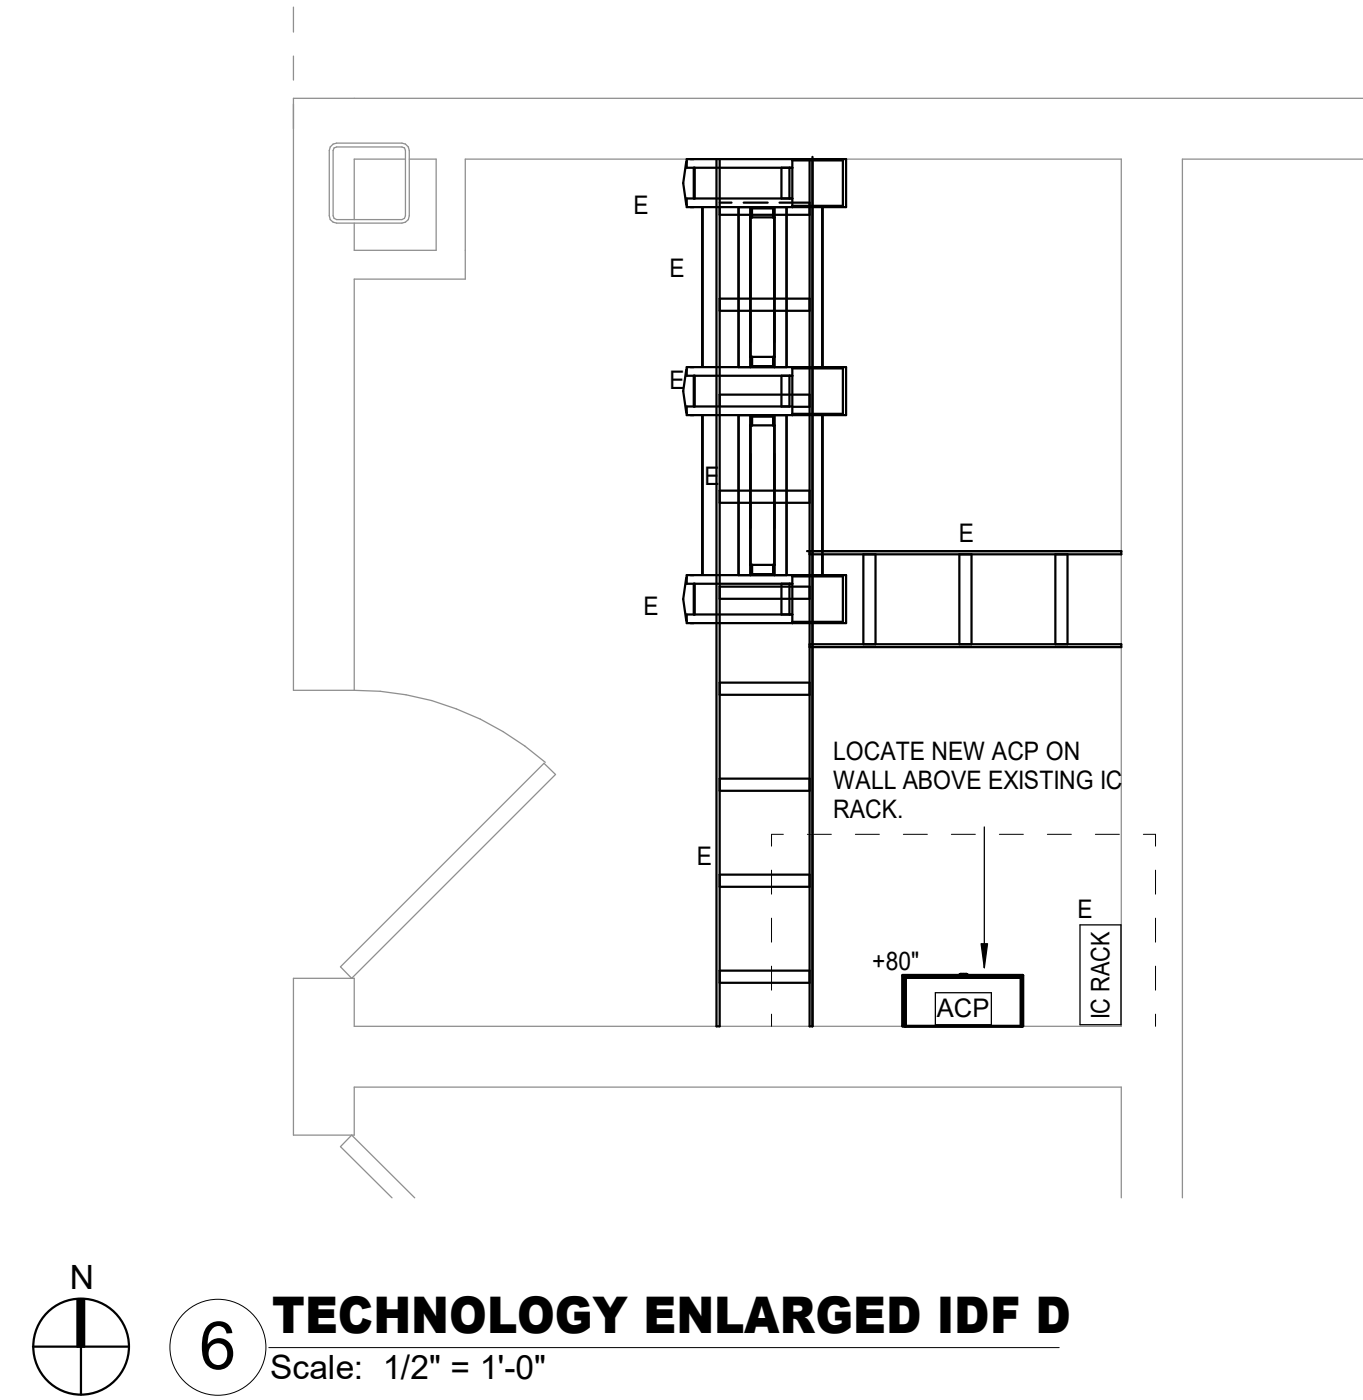 E
E
E
E
E
E
LOCATE NEW ACP ON
WALL ABOVE EXISTING IC
RACK.
E
E
+80"
IC RACK
ACP
N
6
TECHNOLOGY ENLARGED IDF D
Scale: 1/2" = 1'-0"